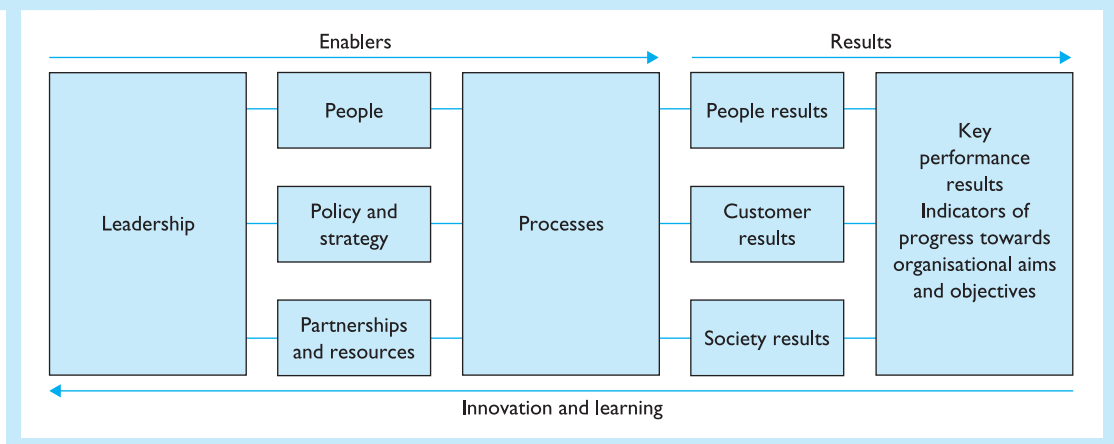 Enablers
Results
Leadership
People
Policy and
strategy
Partnerships
and resources
Processes
People results
Customer
results
Society results
Key
performance
results
Indicators of
progress towards
organisational aims
and objectives
Innovation and learning